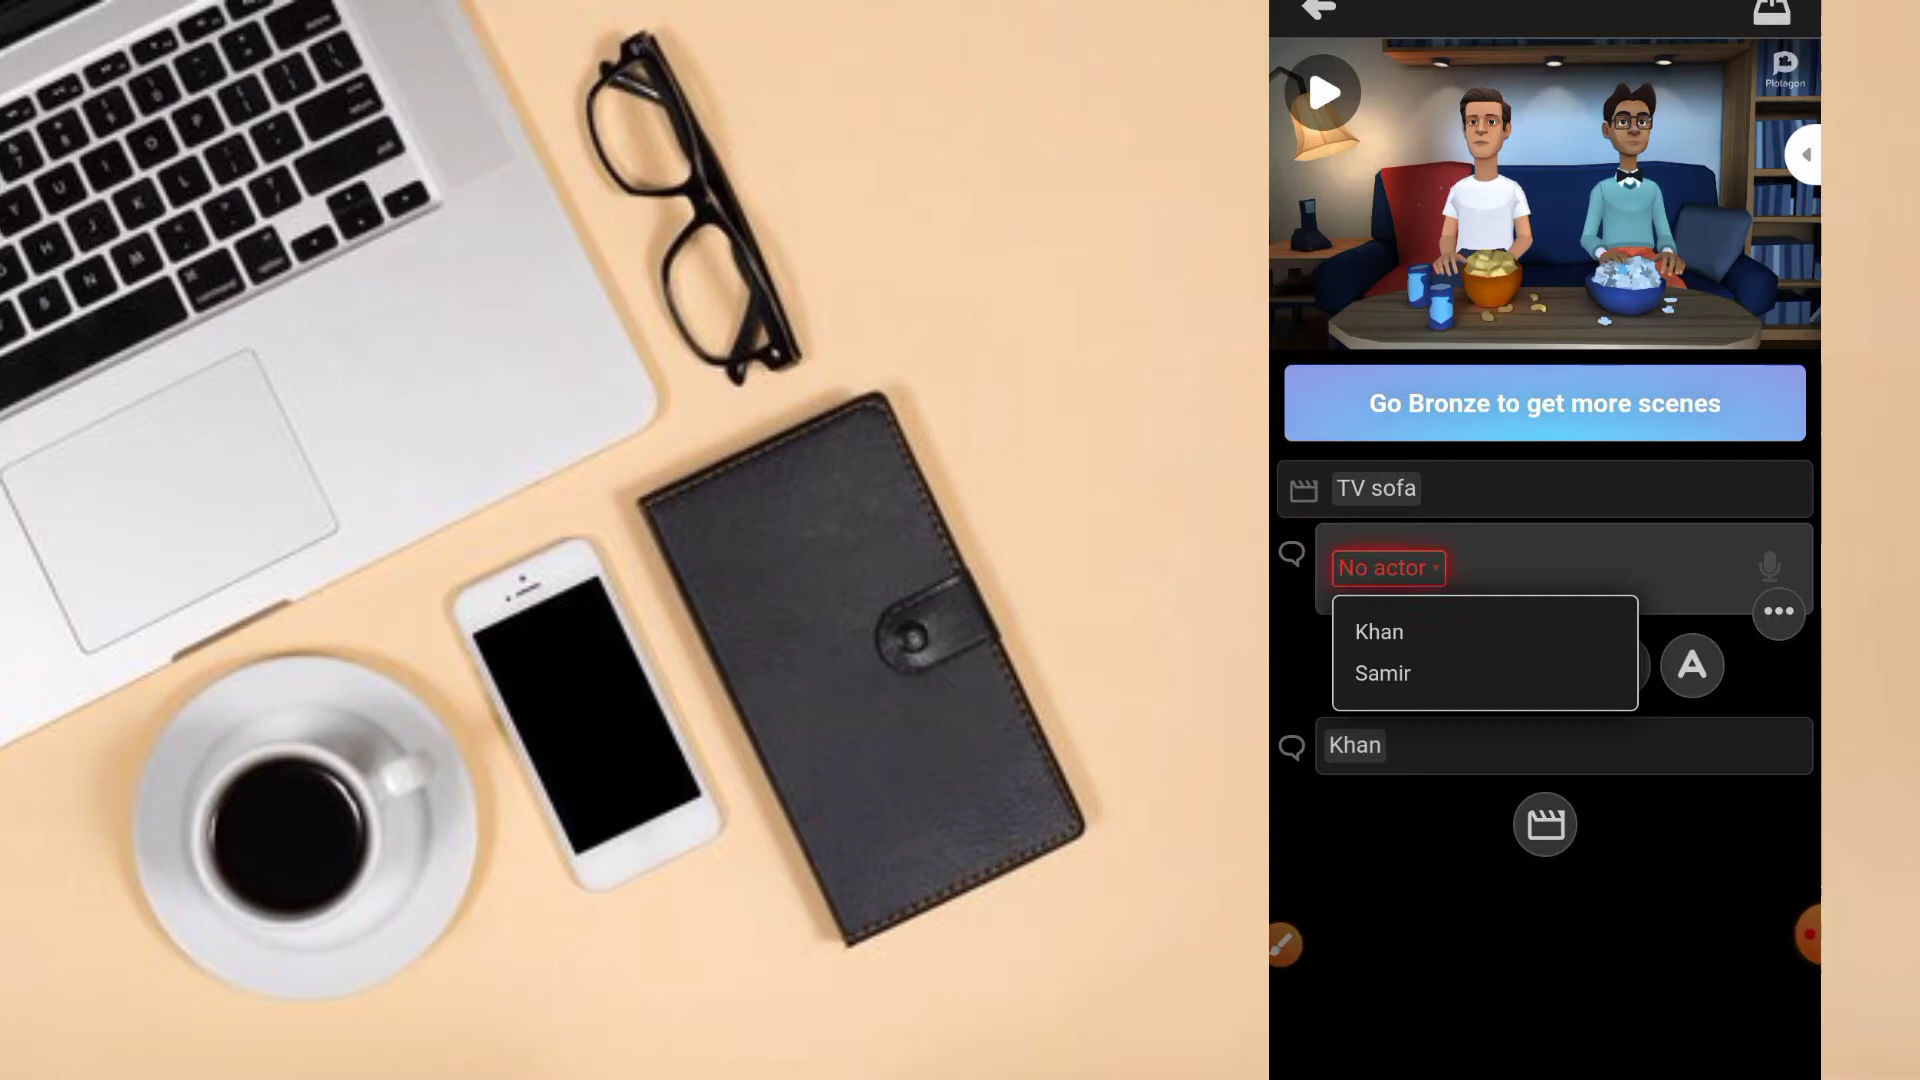 Plotagon
Go Bronze to get more scenes
TV sofa
No actor
Khan
Samir
A
Khan